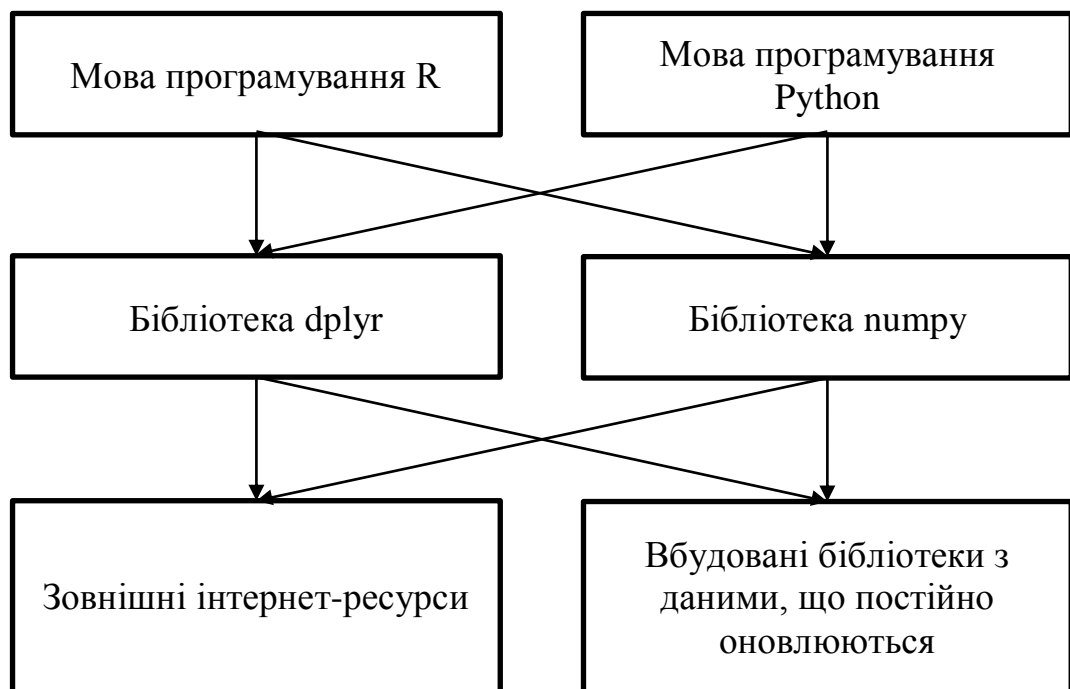 Мова програмування R
Мова програмування
Python
Бібліотека dplyr
Бібліотека numpy
Зовнішні інтернет-ресурси
Вбудовані бібліотеки з
даними, що постійно
оновлюються